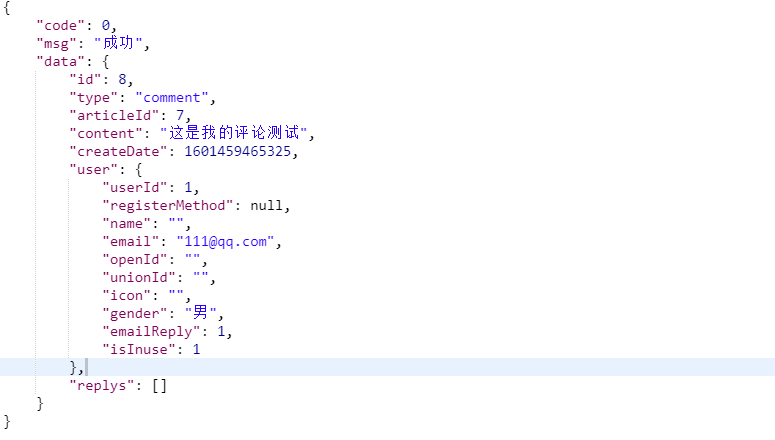 {
    "code": 0,
    "msg": "成功",
    "data": {
        "id": 8,
        "type": "comment",
        "articleId": 7,
        "content": "这是我的评论测试",
        "createDate": 1601459465325,
        "user": {
            "userId": 1,
            "registerMethod": null,
            "name": "",
            "email": "111@qq.com",
            "openId": "",
            "unionId": "",
            "icon": "",
            "gender": "男",
            "emailReply": 1,
            "isInuse": 1
        },
        "replys": []
    }
}